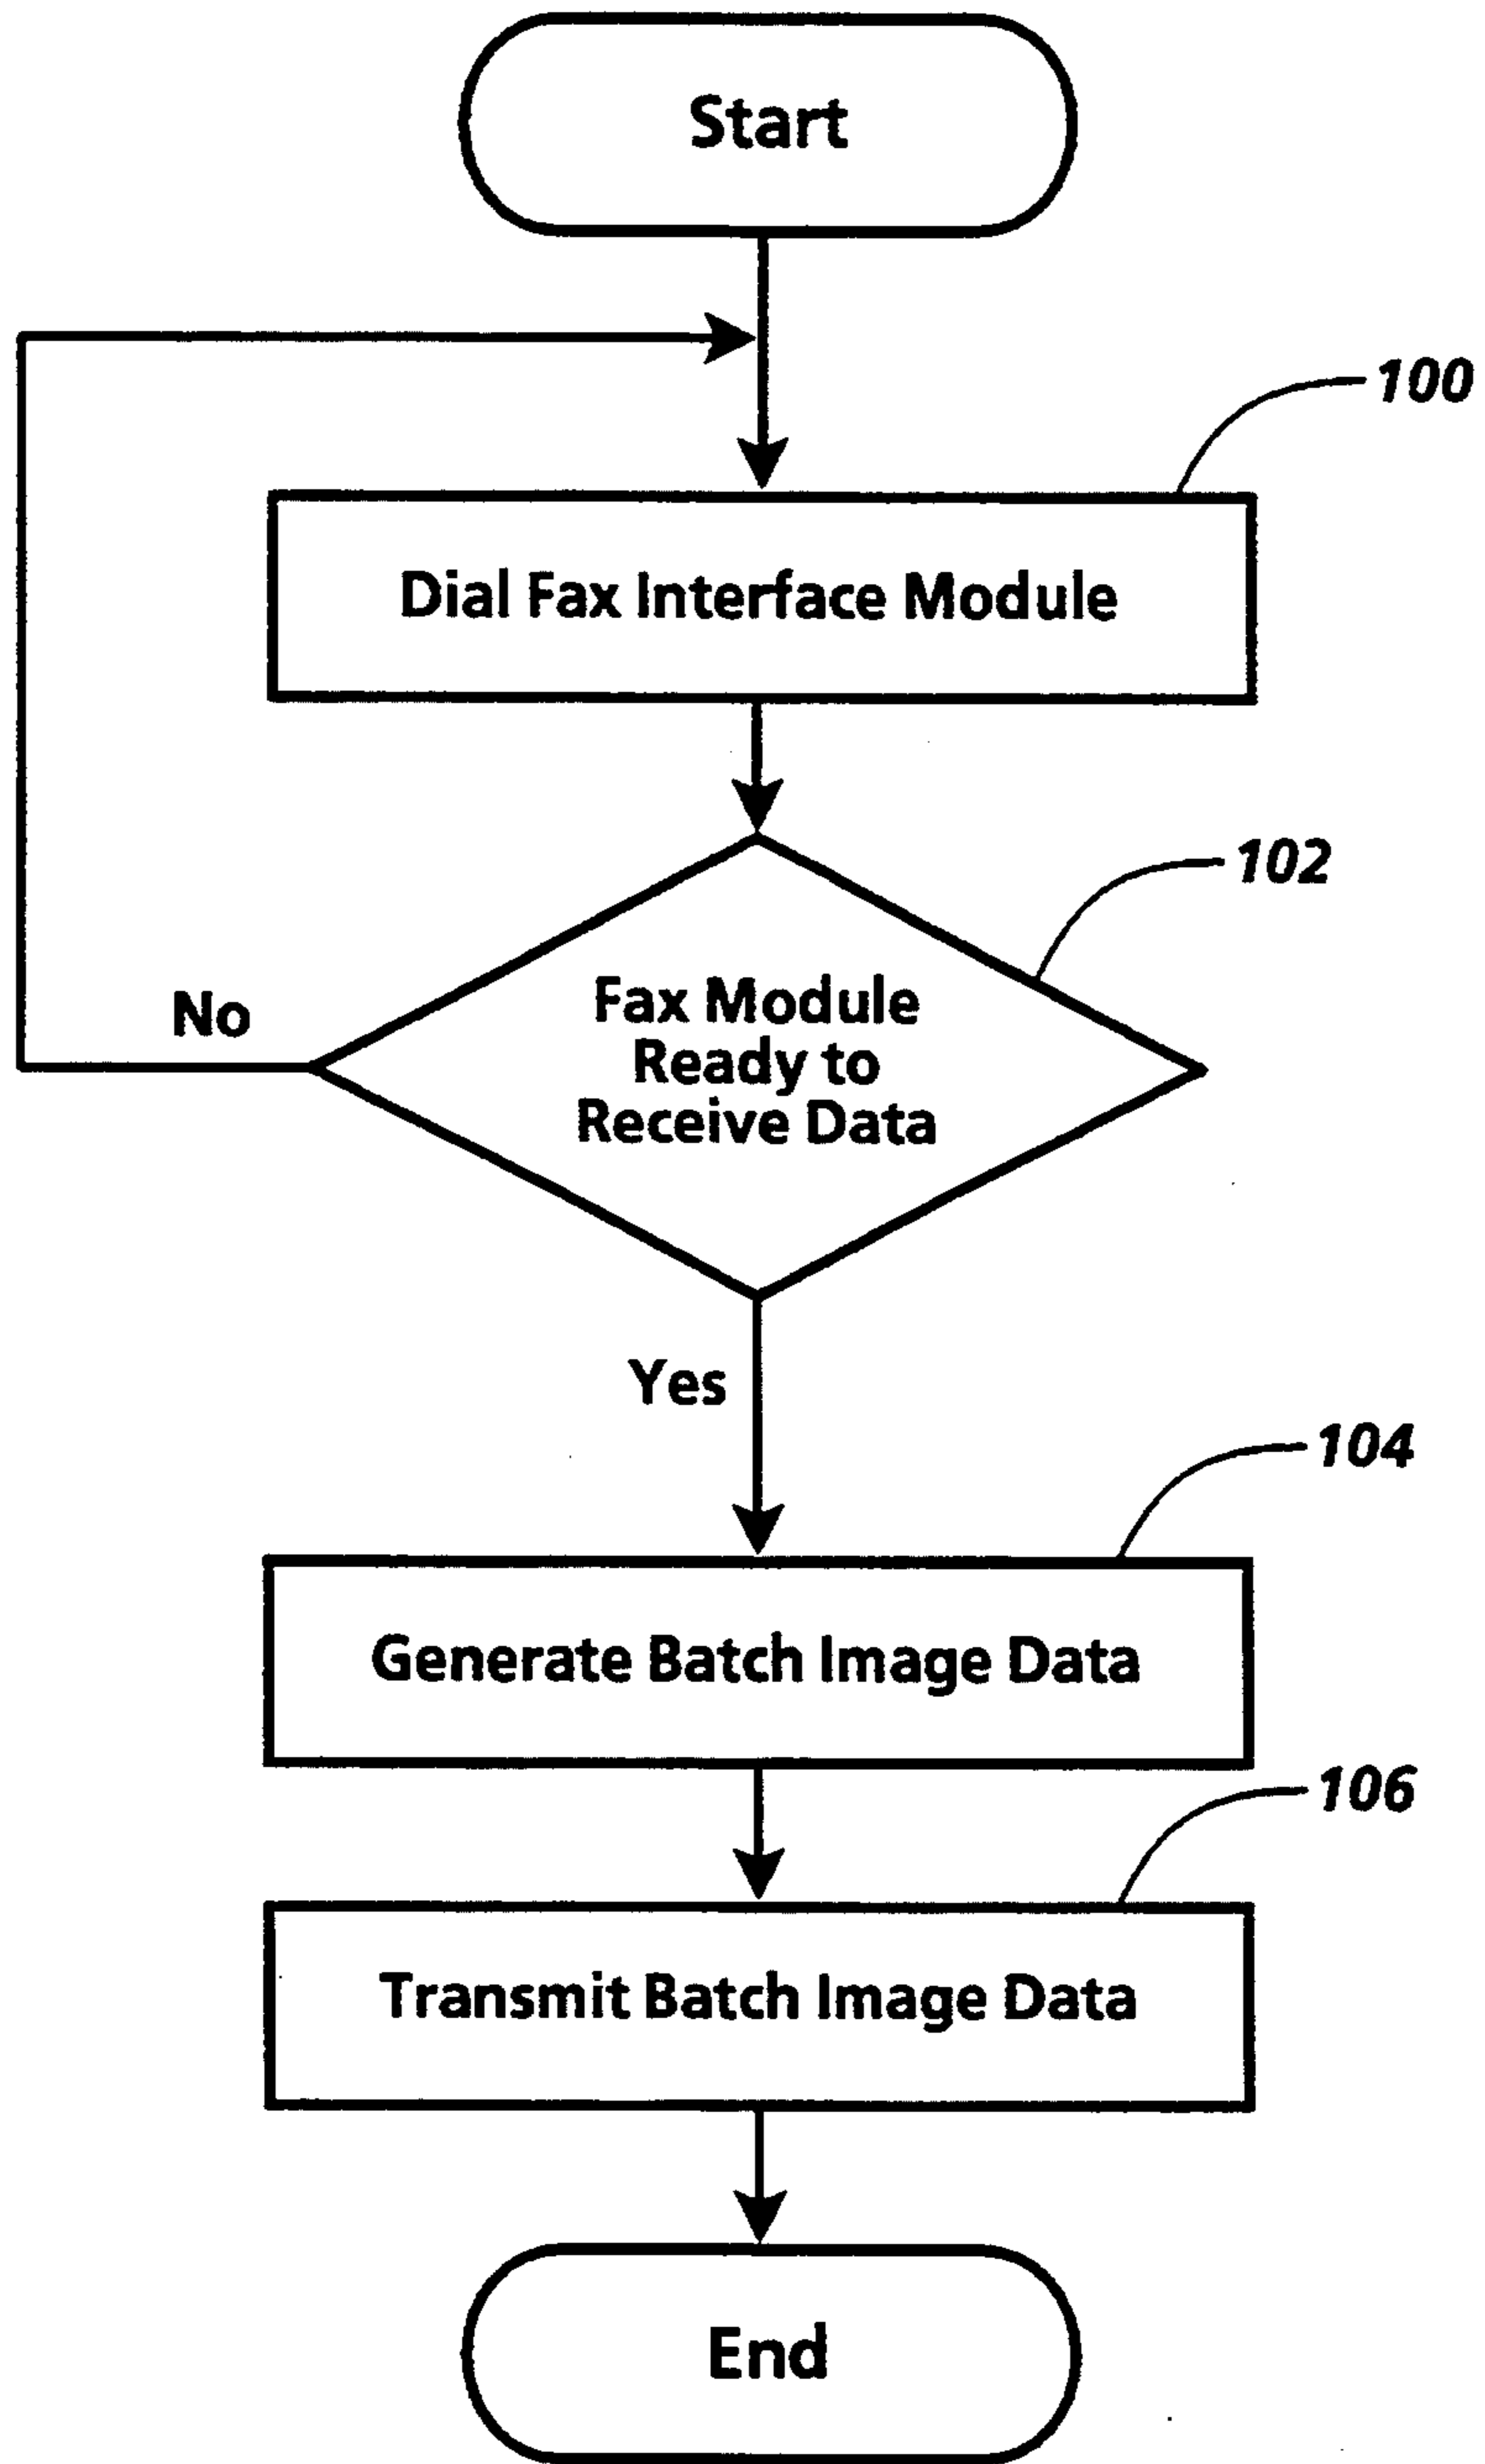 Start
100
Dial Fax Interface Module
102
Fax Module
Ready to
Receive Data
No
Yes
104
Generate Batch Image Data
106
Transmit Batch Image Data
End